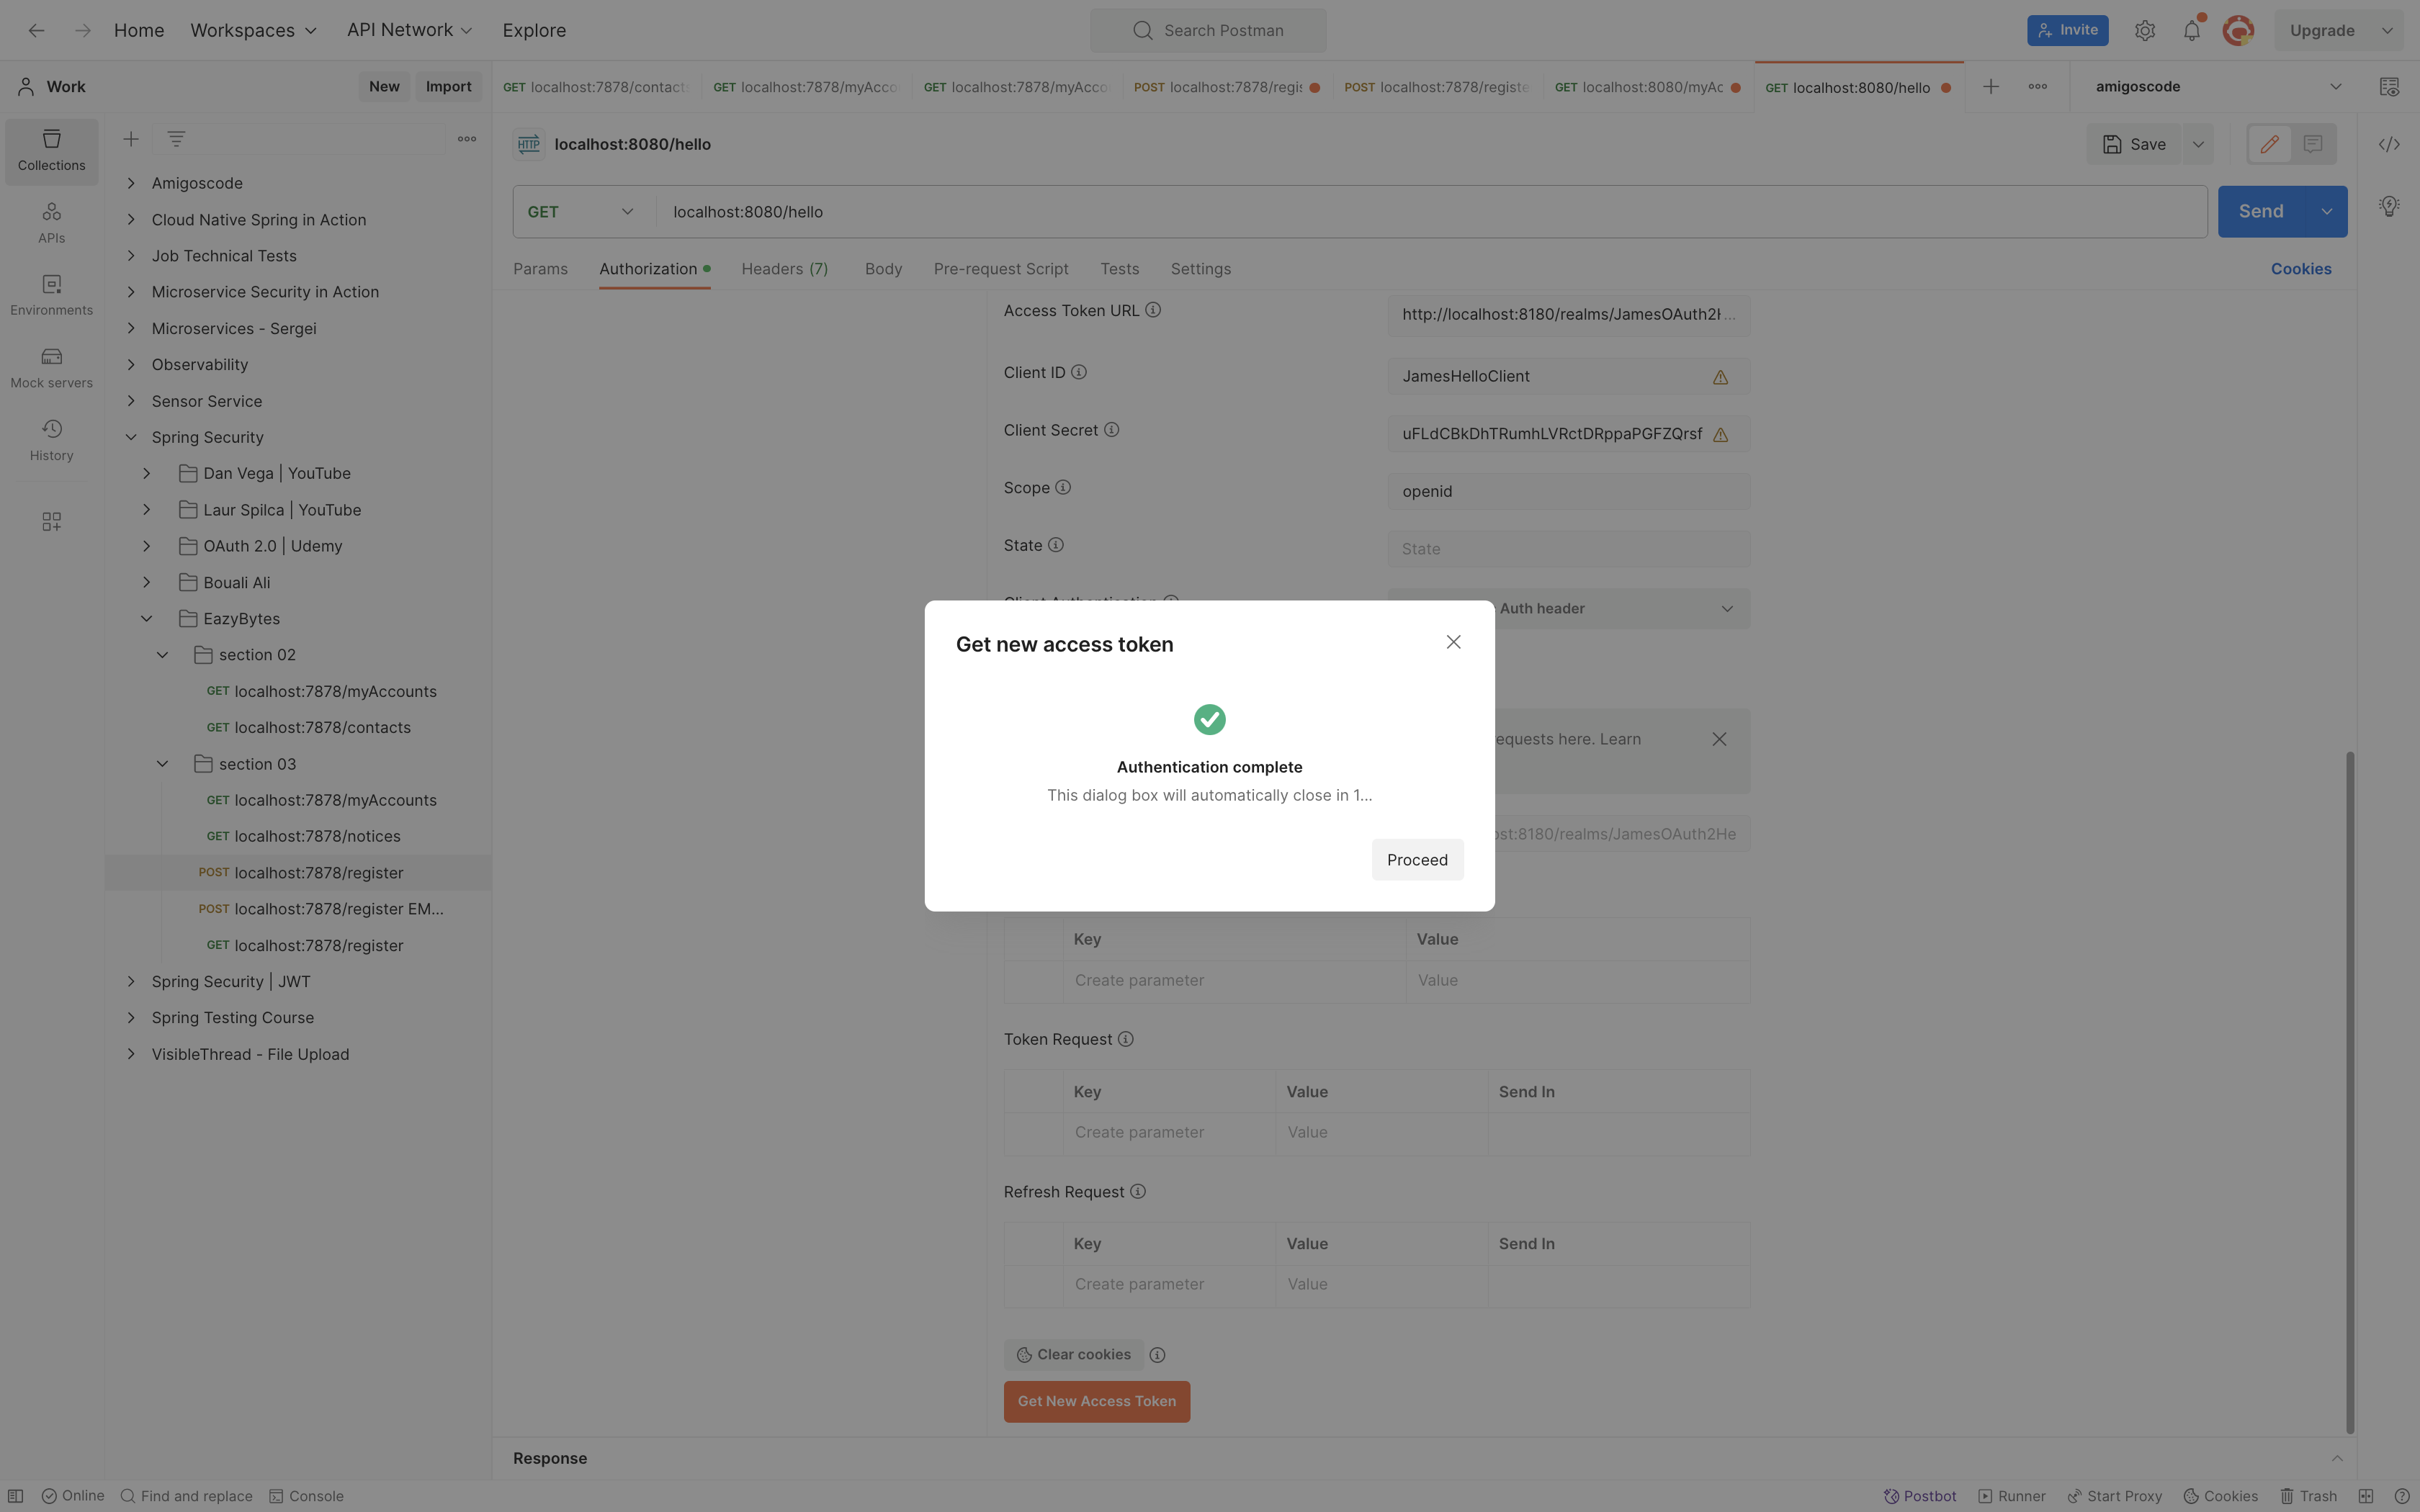 Home Workspaces API Network Explore
Search Postman
Invite
Upgrade
Work
New
Import
GET localhost:7878/contact
GET localhost:7878/myAcco
GET localhost:7878/myAcco
POST localhost:7878/regis
POST localhost:7878/registe
GET localhost:8080/myAc
GET localhost:8080/hello
amigoscode
Collections
APIs
Environments
Mock servers
History
Amigoscode
Cloud Native Spring in Action
Job Technical Tests
Microservice Security in Action
Microservices - Sergei
Observability
Sensor Service
Spring Security
Dan Vega | YouTube
Laur Spilca | YouTube
OAuth 2.0 | Udemy
Bouali Ali
EazyBytes
section 02
GET localhost:7878/myAccounts
GET localhost:7878/contacts
section 03
GET localhost:7878/myAccounts
GET localhost:7878/notices
POST localhost:7878/register
POST localhost:7878/register EM...
GET localhost:7878/register
Spring Security | JWT
Spring Testing Course
VisibleThread - File Upload
HTTP localhost:8080/hello
Save
GET localhost:8080/hello
Send
Params Authorization Headers (7) Body Pre-request Script Tests Settings
Cookies
Access Token URL http://localhost:8180/realms/JamesOAuth2H...
Client ID JamesHelloClient
Client Secret uFLdCBkDhTRumhLVRctDRppaPGFZQrsf
Scope openid
State State
Auth header
Get new access token
Authentication complete
This dialog box will automatically close in 1...
Proceed
equests here. Learn
ost:8180/realms/JamesOAuth2He
Key Value
Create parameter Value
Token Request
Key Value Send In
Create parameter Value
Refresh Request
Key Value Send In
Create parameter Value
Clear cookies
Get New Access Token
Response
Online Find and replace Console
Postbot Runner Start Proxy Cookies Trash